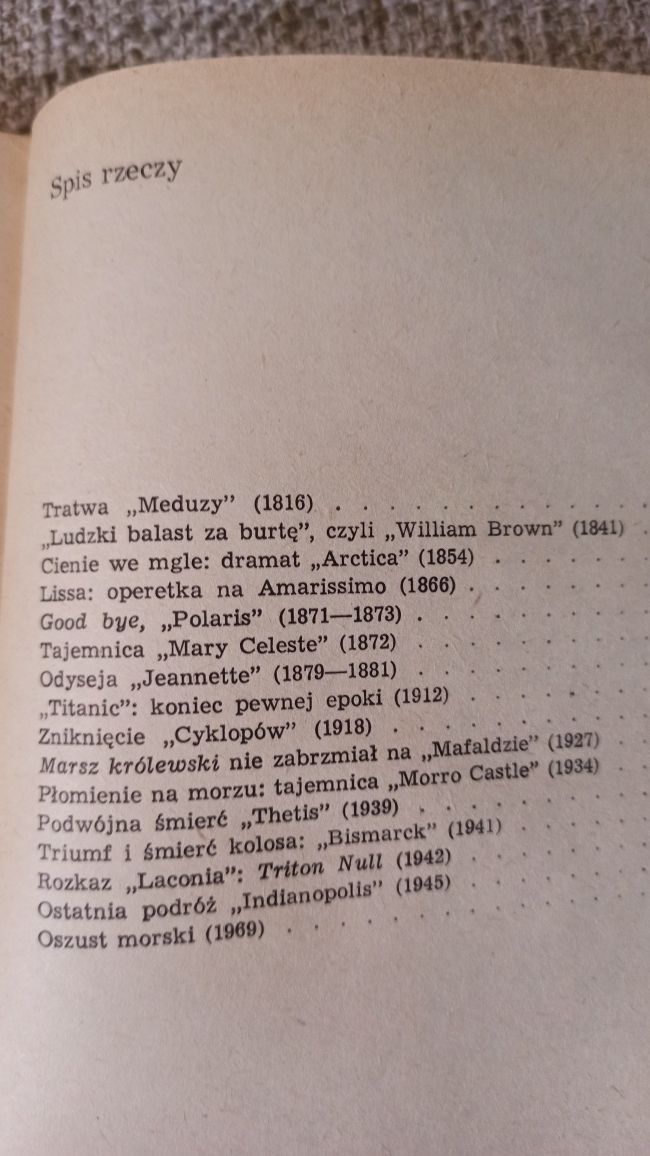 Spis rzeczy
Tratwa „Meduzy” (1816) . . . . . . . . . . . .
„Ludzki balast za burtę”, czyli „William Brown” (1841) .
Cienie we mgle: dramat „Arctica” (1854) . . . . . .
Lissa: operetka na Amarissimo (1866) . . . . . . .
Good bye, „Polaris” (1871—1873) . . . . . . . . .
Tajemnica „Mary Celeste” (1872) . . . . . . . . .
Odyseja „Jeannette” (1879—1881) . . . . . . . . .
„Titanic”: koniec pewnej epoki (1912) . . . . . . .
Zniknięcie „Cyklopów” (1918) . . . . . . . . . .
Marsz królewski nie zabrzmiał na „Mafaldzie” (1927) . .
Płomienie na morzu: tajemnica „Morro Castle” (1934) . .
Podwójna śmierć „Thetis” (1939) . . . . . . . . .
Triumf i śmierć kolosa: „Bismarck” (1941) . . . . .
Rozkaz „Laconia”: Triton Null (1942) . . . . . . .
Ostatnia podróż „Indianopolis” (1945) . . . . . . .
Oszust morski (1969) . . . . . . . . . . . . . .